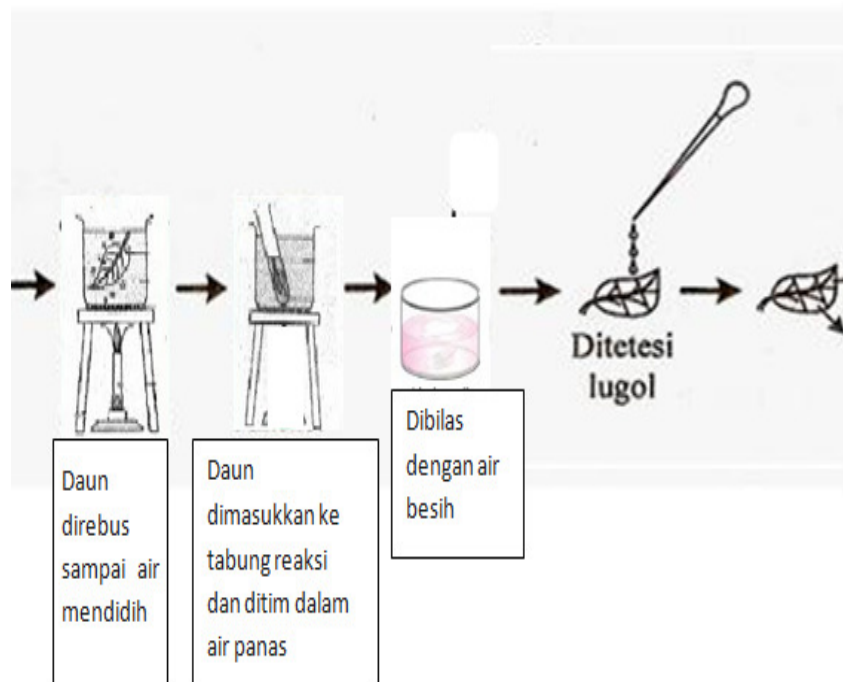 Ditetesi
lugol
Daun
direbus
sampai air
mendidih
Daun
dimasukkan ke
tabung reaksi
dan ditim dalam
air panas
Dibilas
dengan air
besih